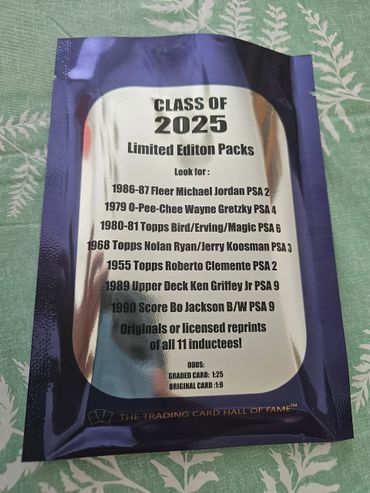 CLASS OF
2025
Limited Editon Packs
Look for :
1986-87 Fleer Michael Jordan PSA 2
1979 O-Pee-Chee Wayne Gretzky PSA 4
1980-81 Topps Bird/Erving/Magic PSA 6
1968 Topps Nolan Ryan/Jerry Koosman PSA 3
1955 Topps Roberto Clemente PSA 2
1989 Upper Deck Ken Griffey Jr PSA 9
1990 Score Bo Jackson B/W PSA 9
Originals or licensed reprints
of all 11 inductees!
ODDS:
GRADED CARD: 1:25
ORIGINAL CARD :1:9
THE TRADING CARD HALL OF FAME™